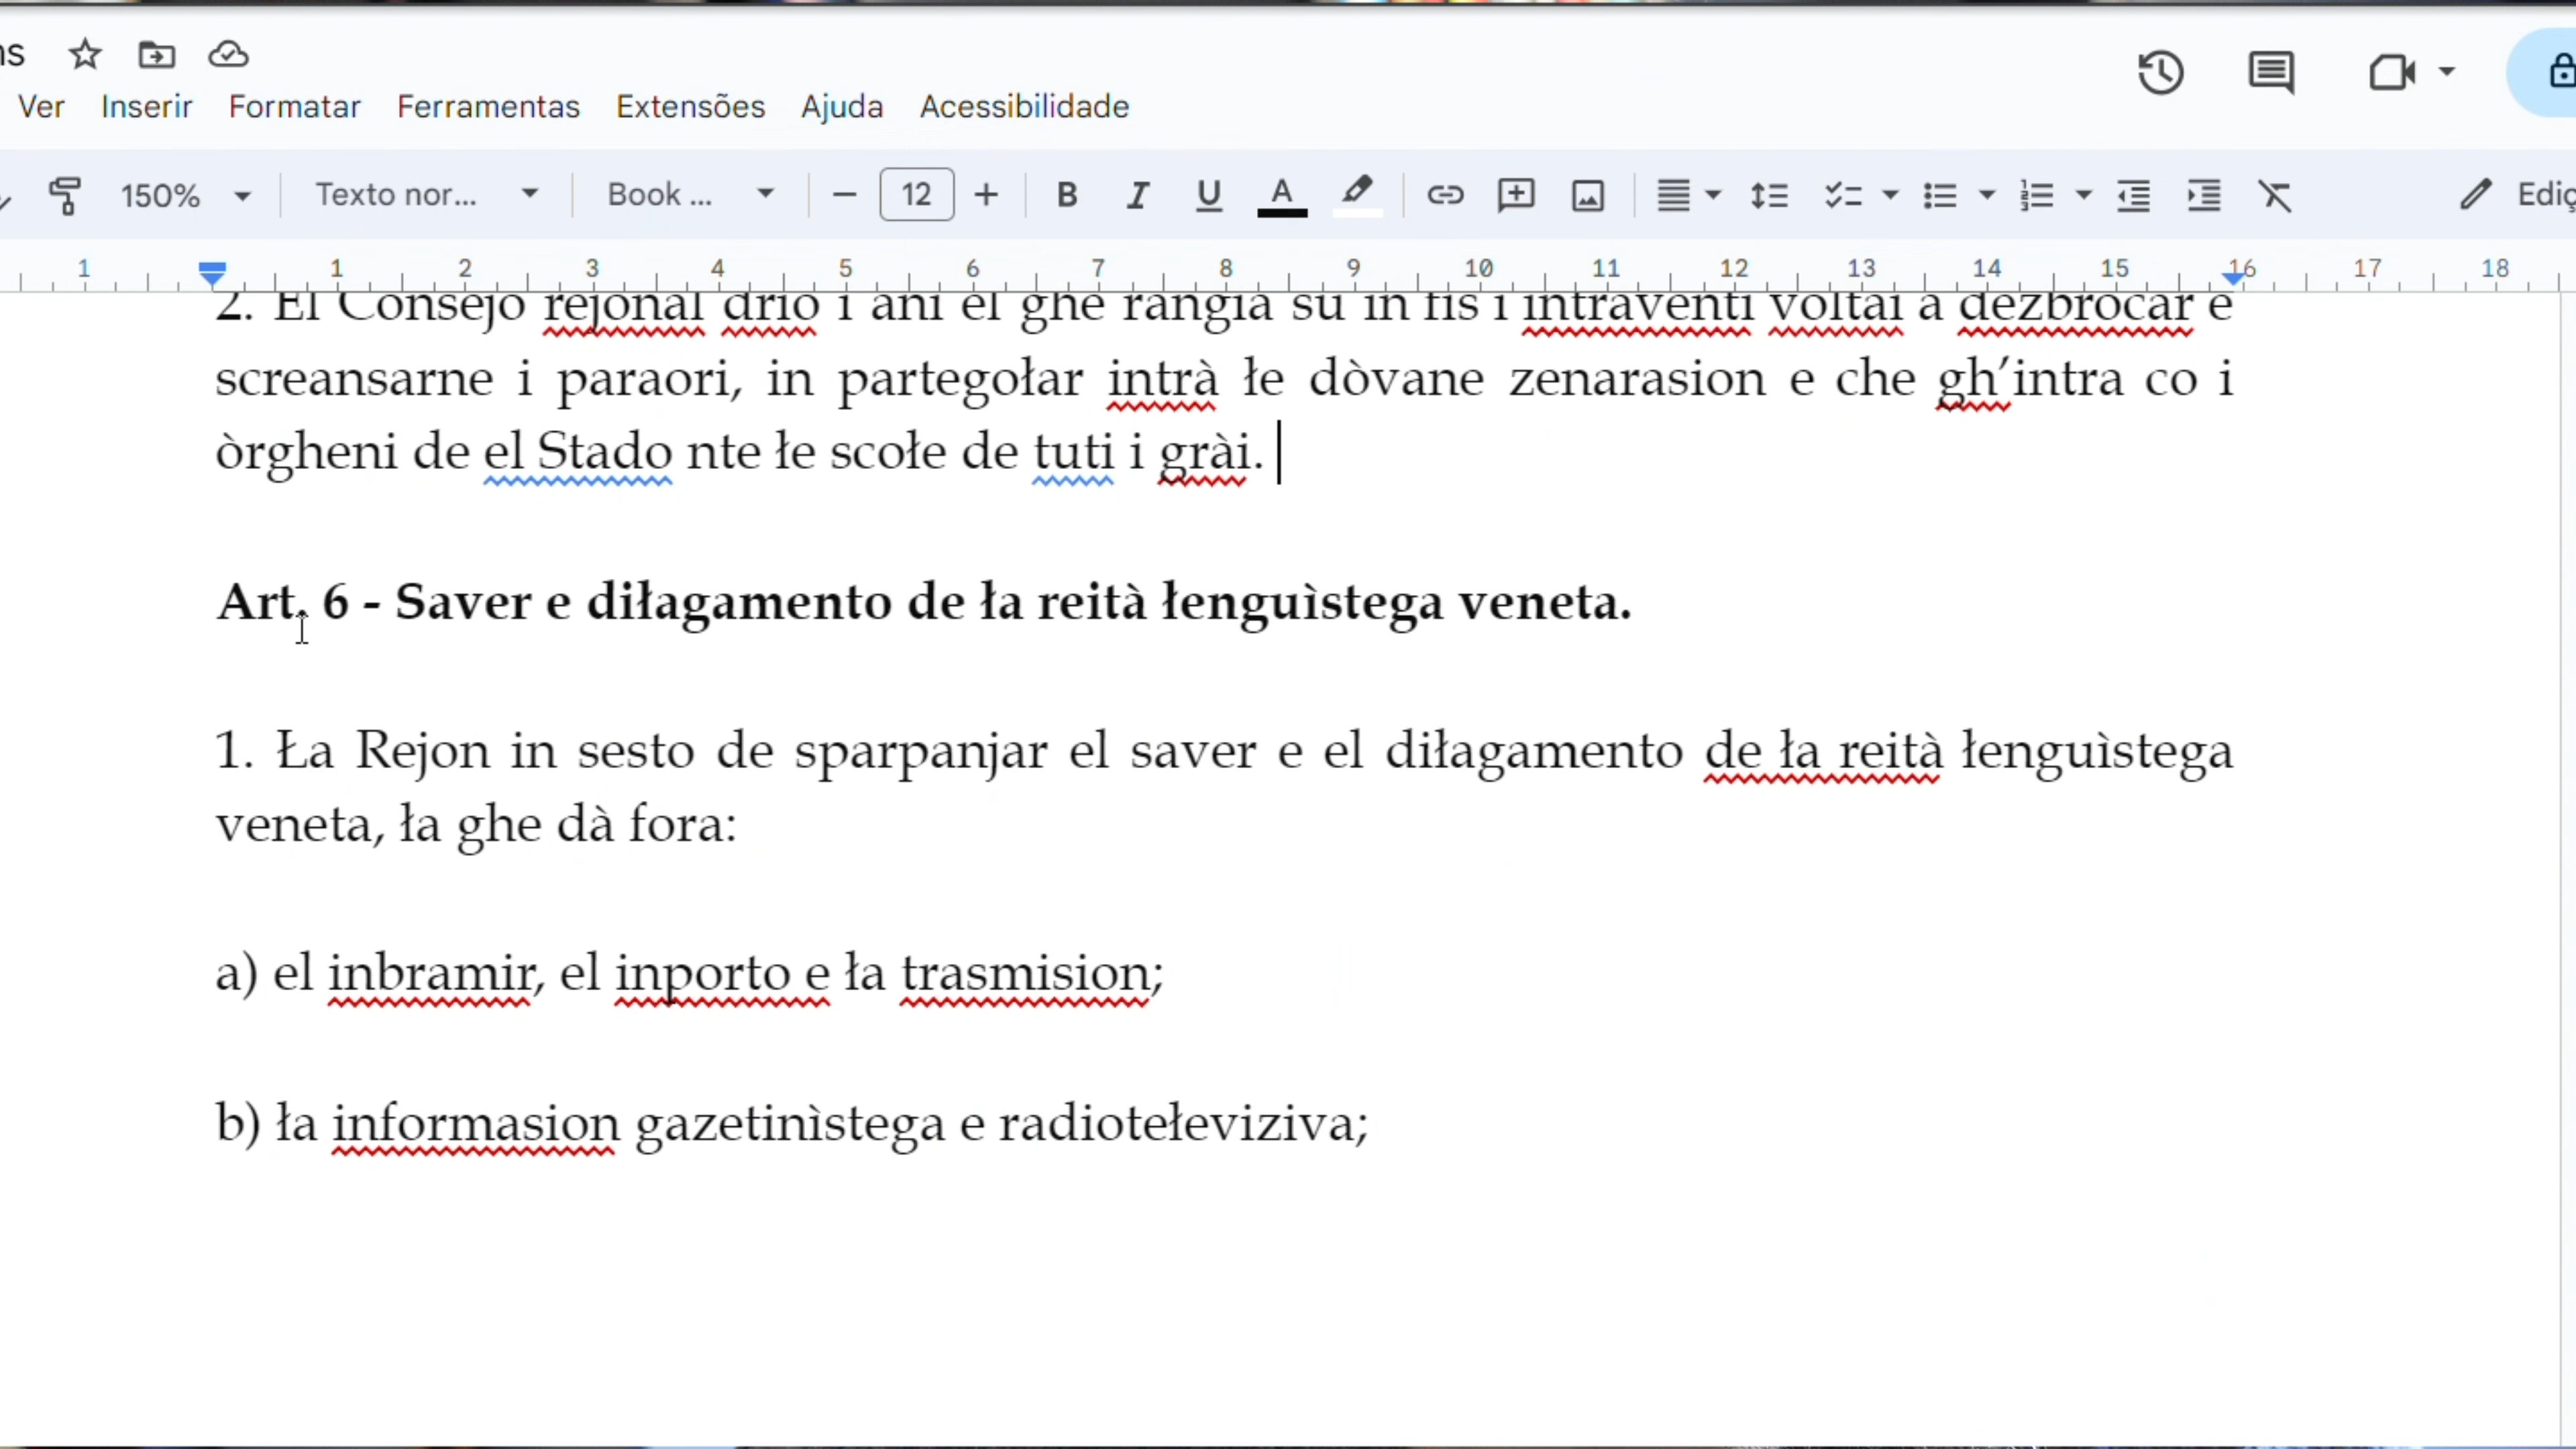 Ver Inserir Formatar Ferramentas Extensões Ajuda Acessibilidade
150% Texto nor... Book ... 12 B I U A
1 1 2 3 4 5 6 7 8 9 10 11 12 13 14 15 16 17 18
2. El Consejo rejonal drio i ani el ghe rangia su in fis i intraventi voltai a dezbrocar e
screansarne i paraori, in partegołar intrà łe dòvane zenarasion e che gh’intra co i
òrgheni de el Stado nte łe scołe de tuti i grài.
Art. 6 - Saver e diłagamento de ła reità łenguìstega veneta.
1. Ła Rejon in sesto de sparpanjar el saver e el diłagamento de ła reità łenguìstega
veneta, ła ghe dà fora:
a) el inbramir, el inporto e ła trasmision;
b) ła informasion gazetinìstega e radiotełeviziva;